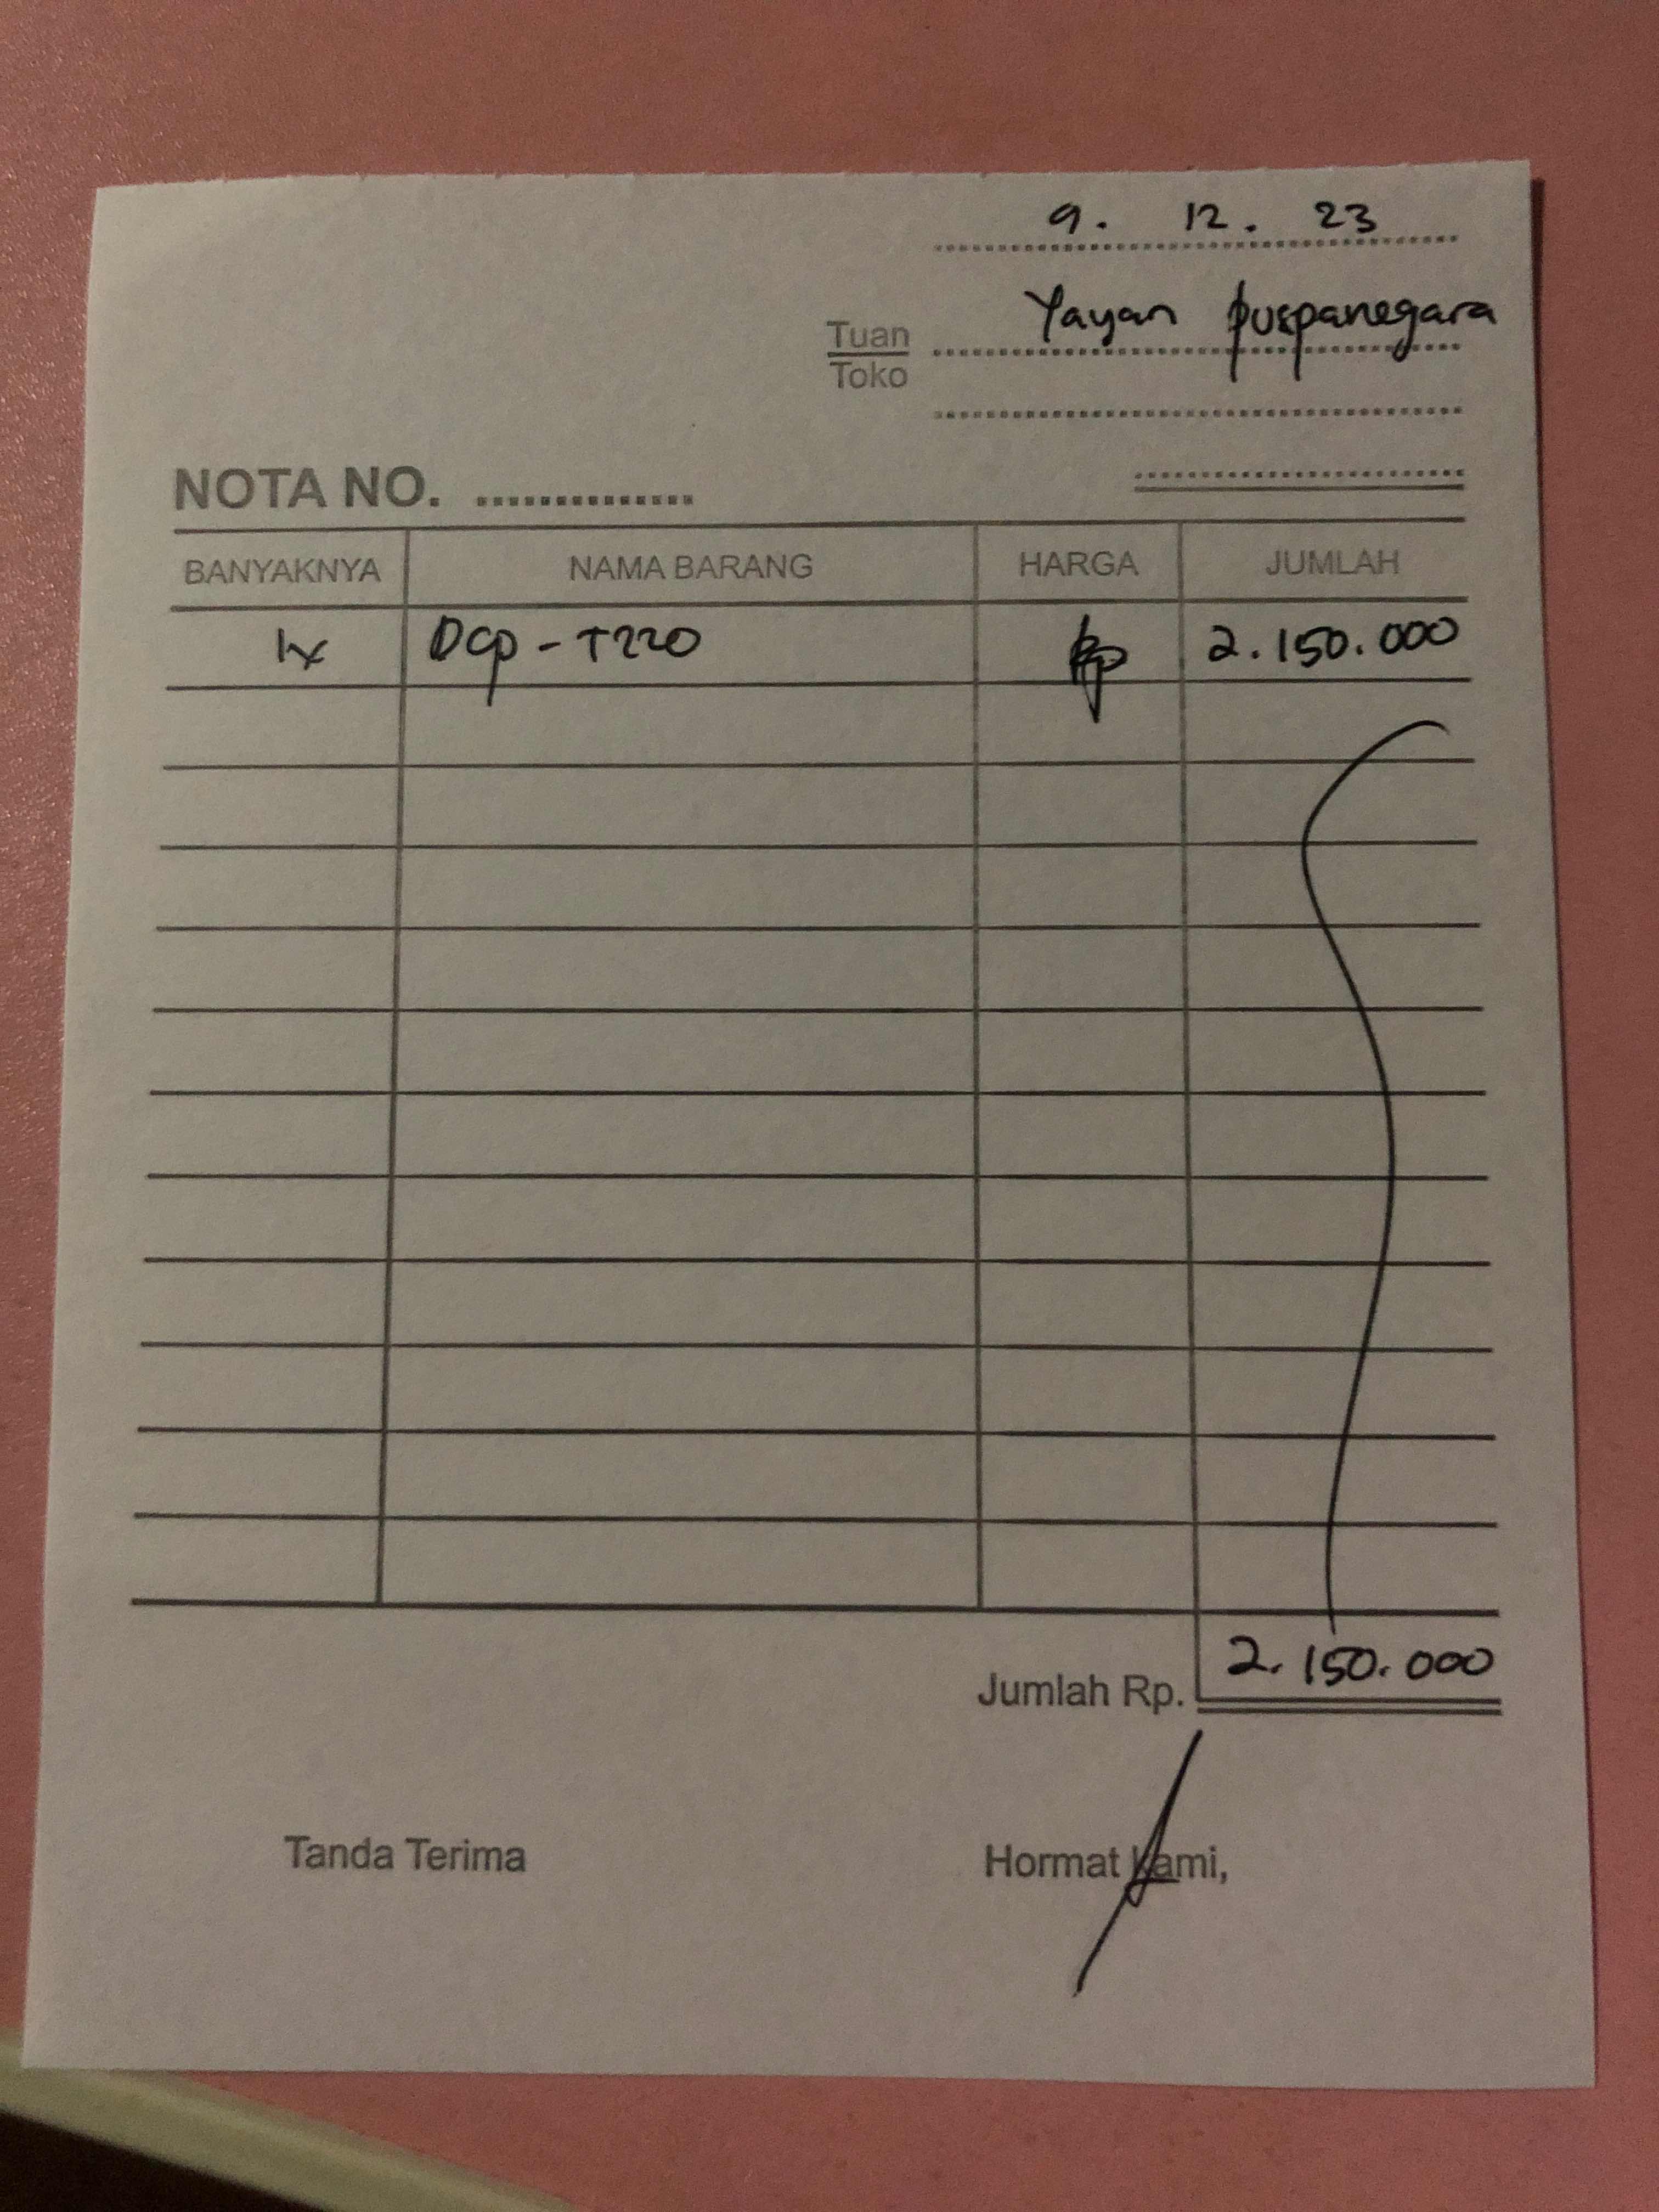 9. 12. 23
Tuan Yayan puspanegara
Toko
NOTA NO. ..............
BANYAKNYA NAMA BARANG HARGA JUMLAH
1x Dcp - T220 Rp 2.150.000
Jumlah Rp. 2.150.000
Tanda Terima Hormat Kami,